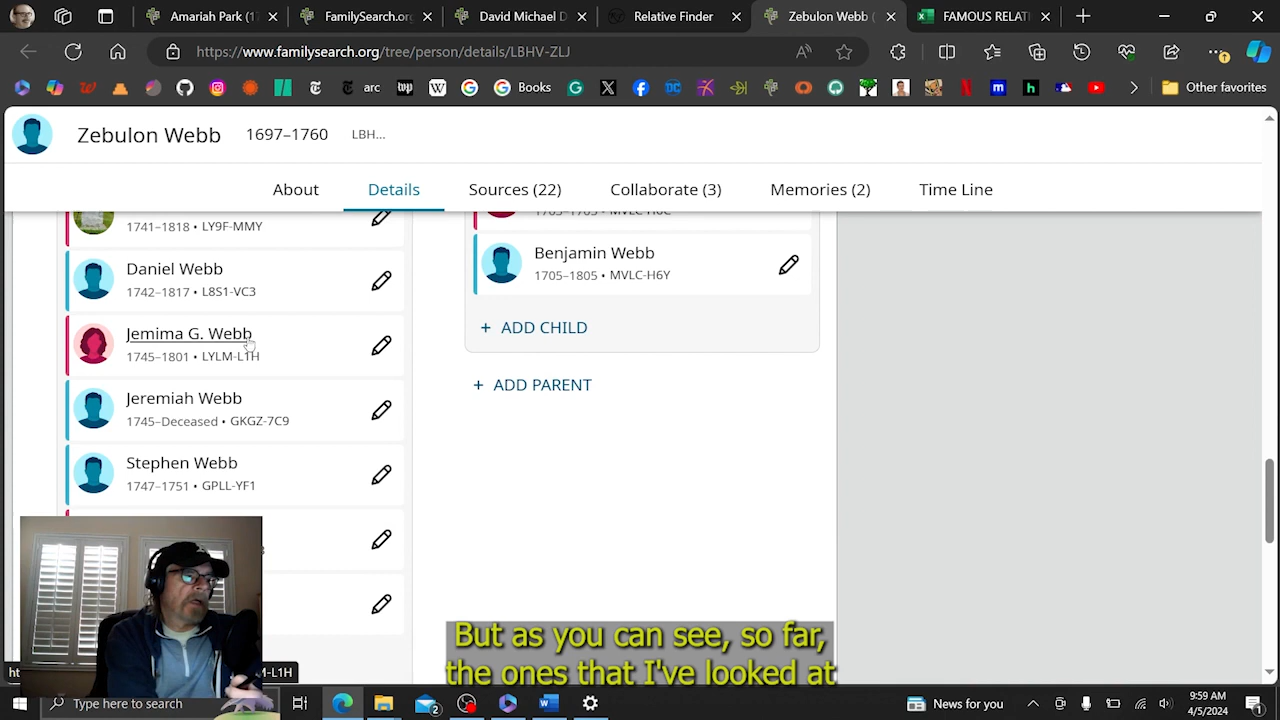 Amariah Park (1
FamilySearch.or
David Michael D
Relative Finder
Zebulon Webb (
FAMOUS RELATI
https://www.familysearch.org/tree/person/details/LBHV-ZLJ
arc
Books
Other favorites
Zebulon Webb
1697–1760
LBH...
About
Details
Sources (22)
Collaborate (3)
Memories (2)
Time Line
1741–1818 • LY9F-MMY
Daniel Webb
1742–1817 • L8S1-VC3
Jemima G. Webb
1745–1801 • LYLM-L1H
Jeremiah Webb
1745–Deceased • GKGZ-7C9
Stephen Webb
1747–1751 • GPLL-YF1
Benjamin Webb
1705–1805 • MVLC-H6Y
+ ADD CHILD
+ ADD PARENT
But as you can see, so far,
the ones that I've looked at
M-L1H
Type here to search
News for you
9:59 AM
4/5/2024